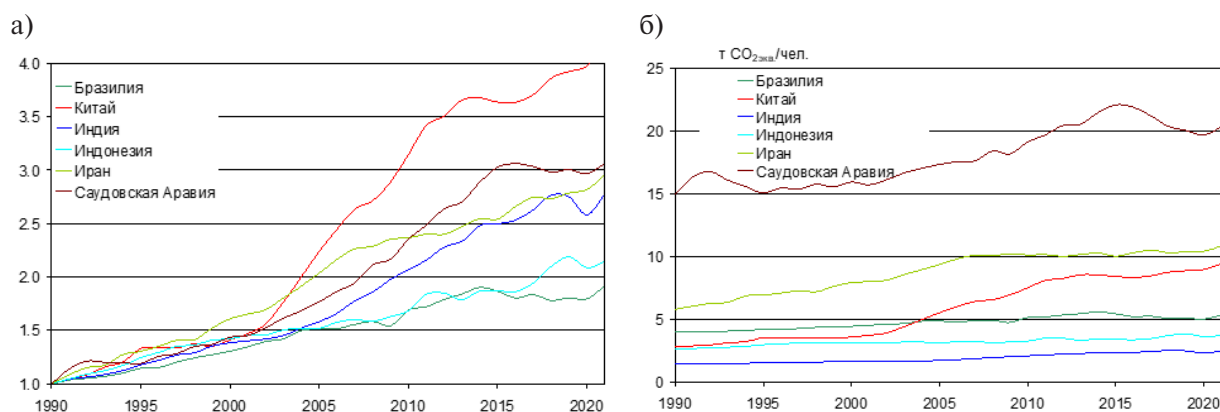 а)
4.0
3.5
3.0
2.5
2.0
1.5
1.0
Бразилия
Китай
Индия
Индонезия
Иран
Саудовская Аравия
1990 1995 2000 2005 2010 2015 2020
б)
т CO2экв./чел.
25
20
15
10
5
0
Бразилия
Китай
Индия
Индонезия
Иран
Саудовская Аравия
1990 1995 2000 2005 2010 2015 2020